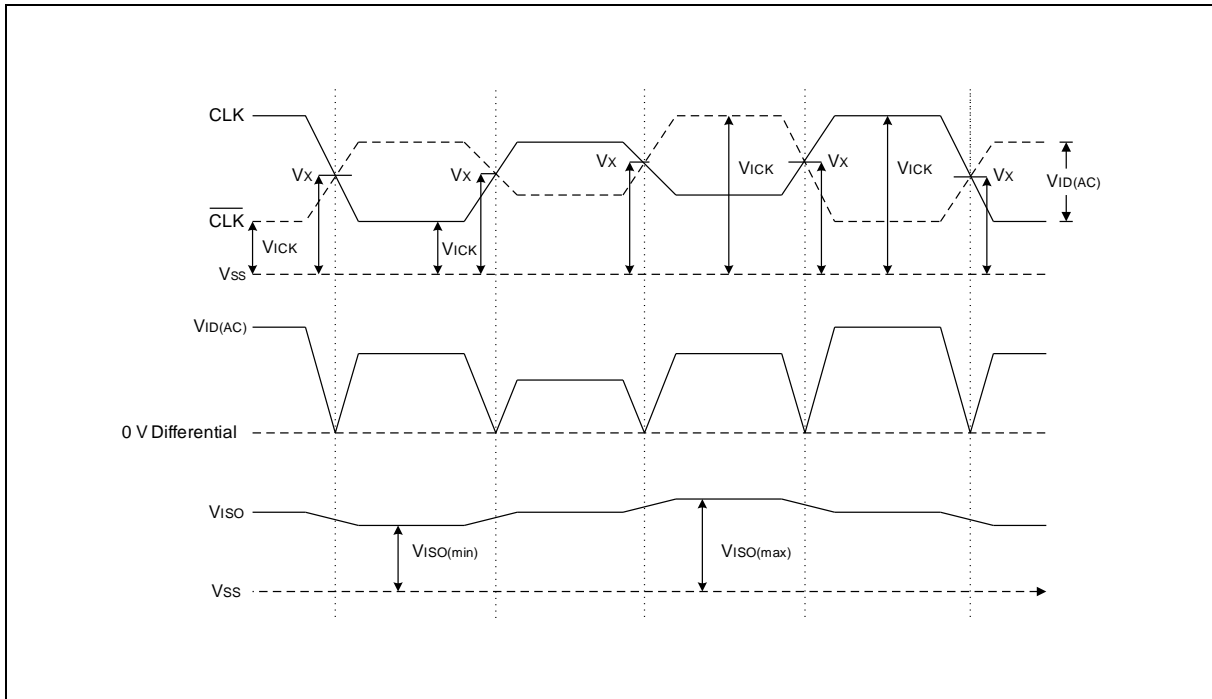 CLK
VX
VX
VX
VICK
VX
VICK
VX
VID(AC)
CLK
VICK
VICK
VSS
VID(AC)
0 V Differential
VISO
VISO(min)
VISO(max)
VSS